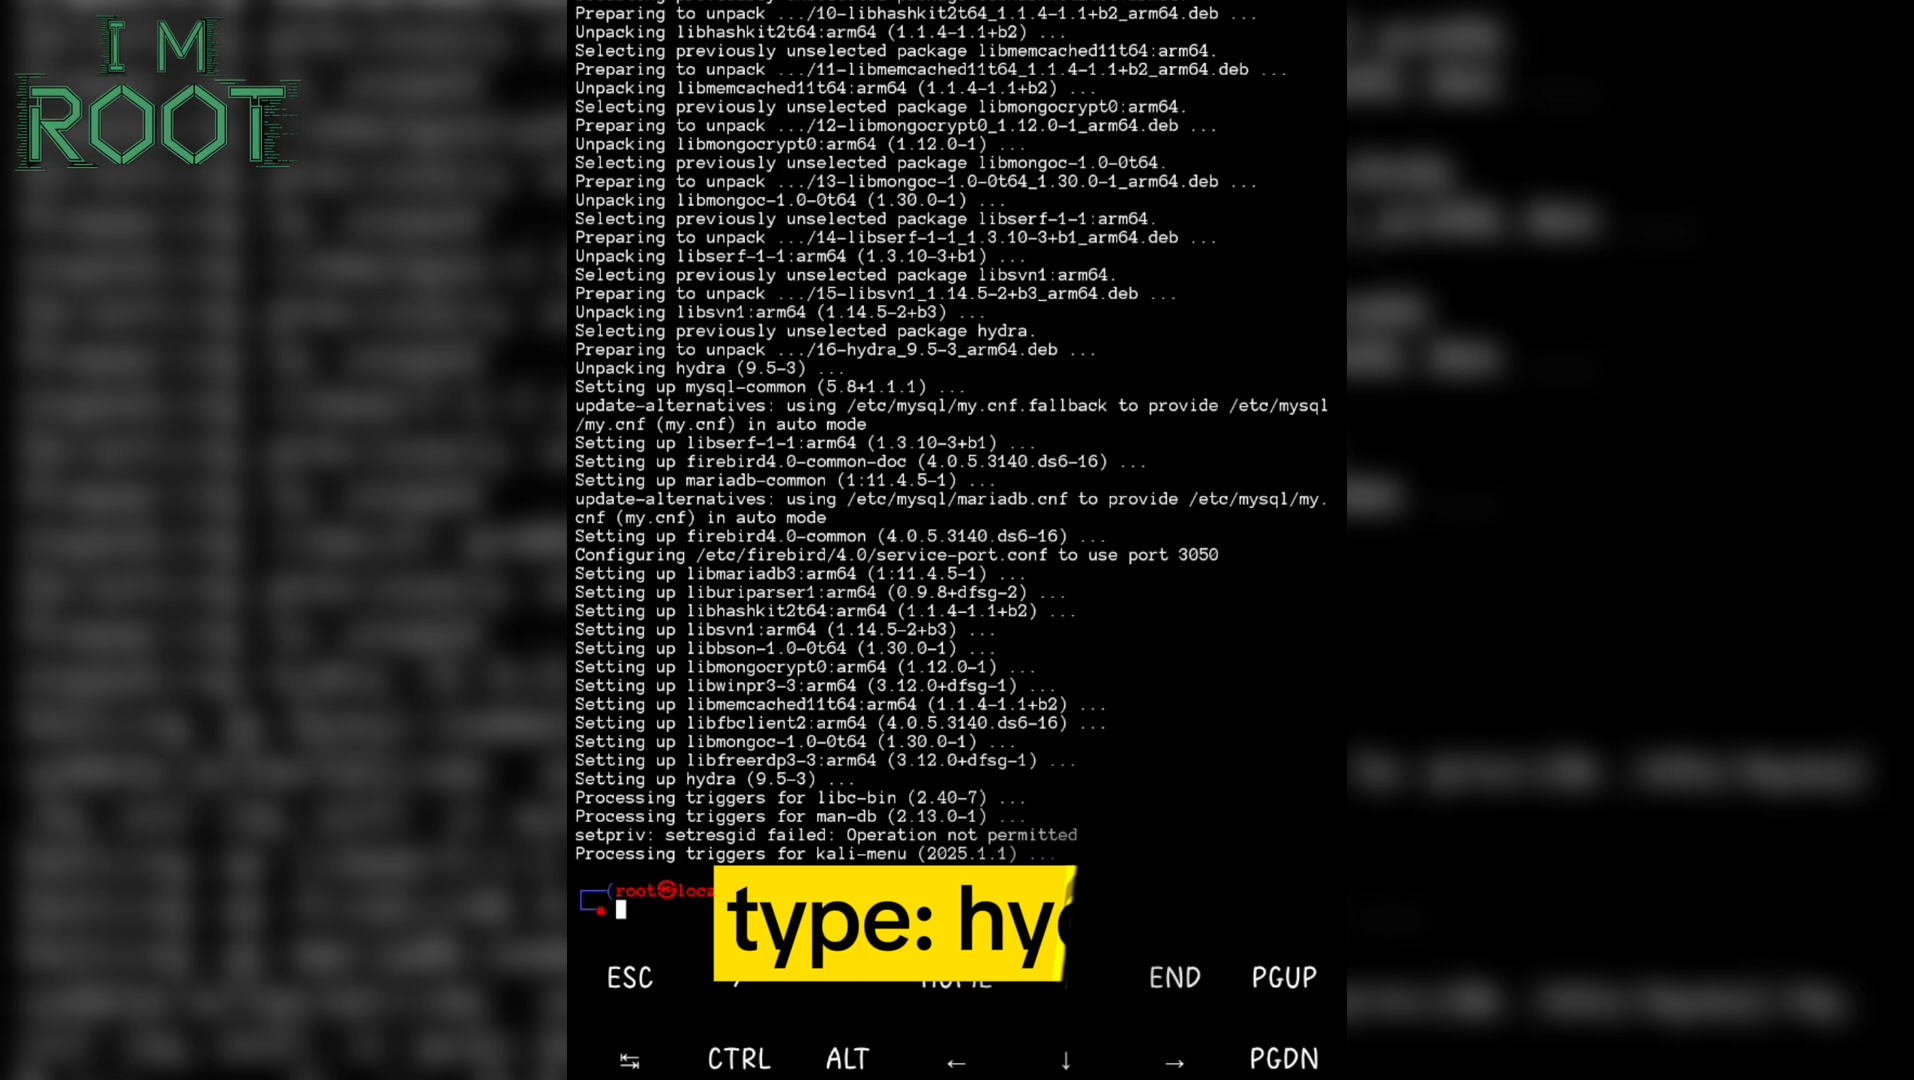 I M
ROOT
Preparing to unpack .../10-libhashkit2t64_1.1.4-1.1+b2_arm64.deb ...
Unpacking libhashkit2t64:arm64 (1.1.4-1.1+b2) ...
Selecting previously unselected package libmemcached11t64:arm64.
Preparing to unpack .../11-libmemcached11t64_1.1.4-1.1+b2_arm64.deb ...
Unpacking libmemcached11t64:arm64 (1.1.4-1.1+b2) ...
Selecting previously unselected package libmongocrypt0:arm64.
Preparing to unpack .../12-libmongocrypt0_1.12.0-1_arm64.deb ...
Unpacking libmongocrypt0:arm64 (1.12.0-1) ...
Selecting previously unselected package libmongoc-1.0-0t64.
Preparing to unpack .../13-libmongoc-1.0-0t64_1.30.0-1_arm64.deb ...
Unpacking libmongoc-1.0-0t64 (1.30.0-1) ...
Selecting previously unselected package libserf-1-1:arm64.
Preparing to unpack .../14-libserf-1-1_1.3.10-3+b1_arm64.deb ...
Unpacking libserf-1-1:arm64 (1.3.10-3+b1) ...
Selecting previously unselected package libsvn1:arm64.
Preparing to unpack .../15-libsvn1_1.14.5-2+b3_arm64.deb ...
Unpacking libsvn1:arm64 (1.14.5-2+b3) ...
Selecting previously unselected package hydra.
Preparing to unpack .../16-hydra_9.5-3_arm64.deb ...
Unpacking hydra (9.5-3) ...
Setting up mysql-common (5.8+1.1.1) ...
update-alternatives: using /etc/mysql/my.cnf.fallback to provide /etc/mysql
/my.cnf (my.cnf) in auto mode
Setting up libserf-1-1:arm64 (1.3.10-3+b1) ...
Setting up firebird4.0-common-doc (4.0.5.3140.ds6-16) ...
Setting up mariadb-common (1:11.4.5-1) ...
update-alternatives: using /etc/mysql/mariadb.cnf to provide /etc/mysql/my.
cnf (my.cnf) in auto mode
Setting up firebird4.0-common (4.0.5.3140.ds6-16) ...
Configuring /etc/firebird/4.0/service-port.conf to use port 3050
Setting up libmariadb3:arm64 (1:11.4.5-1) ...
Setting up liburiparser1:arm64 (0.9.8+dfsg-2) ...
Setting up libhashkit2t64:arm64 (1.1.4-1.1+b2) ...
Setting up libsvn1:arm64 (1.14.5-2+b3) ...
Setting up libbson-1.0-0t64 (1.30.0-1) ...
Setting up libmongocrypt0:arm64 (1.12.0-1) ...
Setting up libwinpr3-3:arm64 (3.12.0+dfsg-1) ...
Setting up libmemcached11t64:arm64 (1.1.4-1.1+b2) ...
Setting up libfbclient2:arm64 (4.0.5.3140.ds6-16) ...
Setting up libmongoc-1.0-0t64 (1.30.0-1) ...
Setting up libfreerdp3-3:arm64 (3.12.0+dfsg-1) ...
Setting up hydra (9.5-3) ...
Processing triggers for libc-bin (2.40-7) ...
Processing triggers for man-db (2.13.0-1) ...
setpriv: setresgid failed: Operation not permitted
Processing triggers for kali-menu (2025.1.1) ...
(root㉿loca
type: hy
ESC END PGUP
↹ CTRL ALT ← ↓ → PGDN